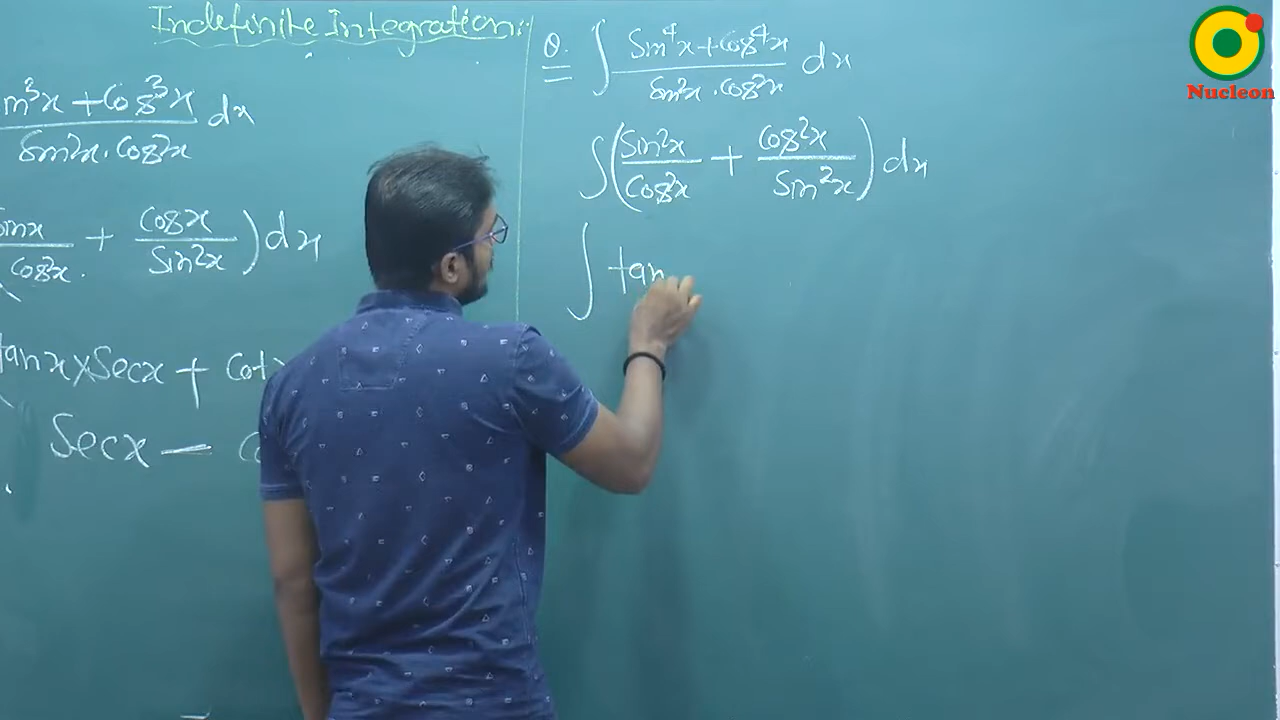 Indefinite Integration:
m³x + Cos³x dx
Sin²x . Cos²x
Sinx + Cosx ) dx
Cos²x. Sin²x
tanx x Secx + Cot
Secx –
Q. ∫ Sin⁴x + Cos⁴x dx
Sin²x . Cos²x
∫ ( Sin²x + Cos²x ) dx
Cos²x Sin²x
∫ tan
Nucleon